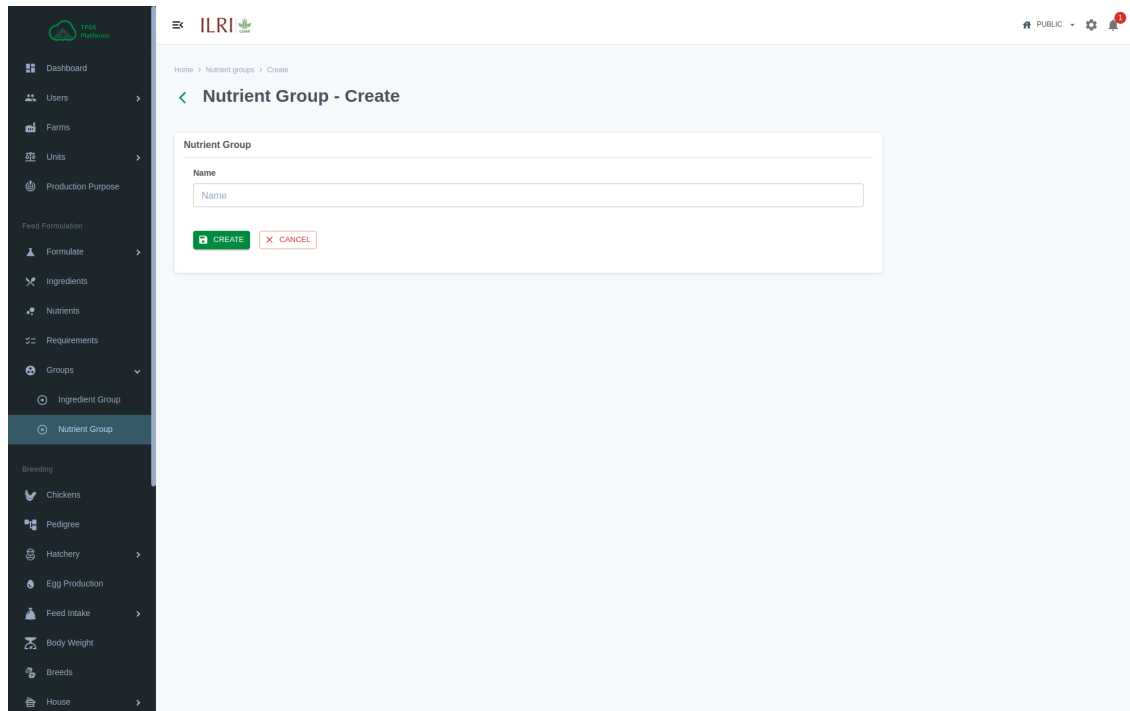 TPGS
Platforms
Dashboard
Users
Farms
Units
Production Purpose
Feed Formulation
Formulate
Ingredients
Nutrients
Requirements
Groups
Ingredient Group
Nutrient Group
Breeding
Chickens
Pedigree
Hatchery
Egg Production
Feed Intake
Body Weight
Breeds
House
ILRI
CGIAR
PUBLIC
1
Home > Nutrient groups > Create
Nutrient Group - Create
Nutrient Group
Name
Name
CREATE
CANCEL